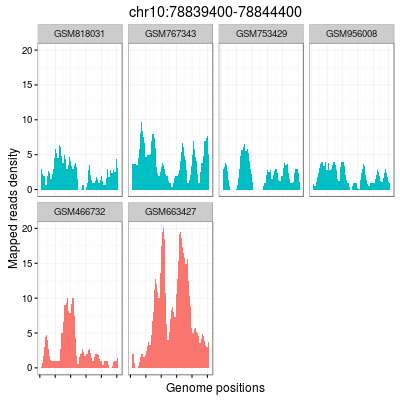 chr10:78839400-78844400
GSM818031 GSM767343 GSM753429 GSM956008
20
15
10
5
0
Mapped reads density
GSM466732 GSM663427
20
15
10
5
0
Genome positions